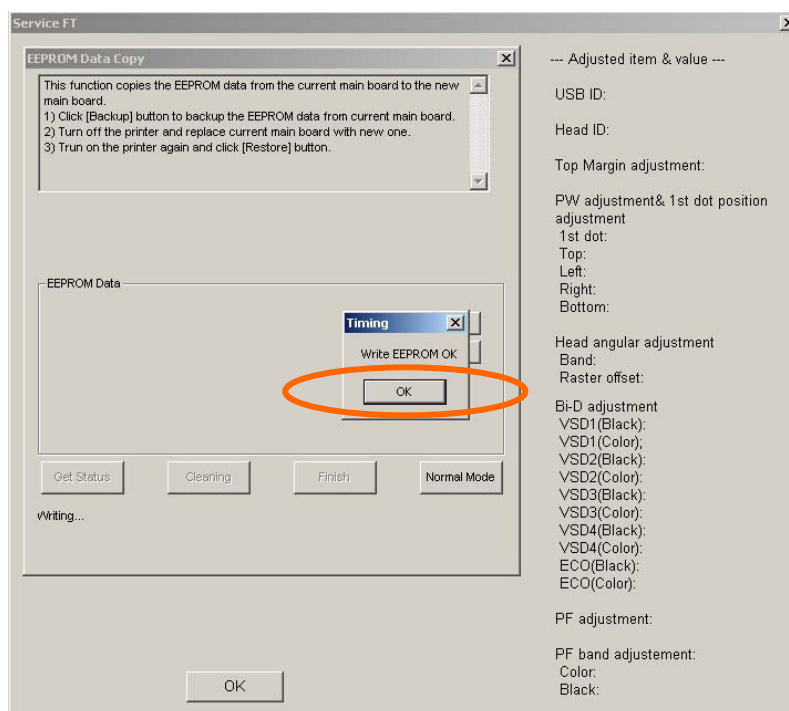 Service FT
EEPROM Data Copy
This function copies the EEPROM data from the current main board to the new
main board.
1) Click [Backup] button to backup the EEPROM data from current main board.
2) Turn off the printer and replace current main board with new one.
3) Trun on the printer again and click [Restore] button.
EEPROM Data
Timing
Write EEPROM OK
OK
Get Status
Cleaning
Finish
Normal Mode
Writing...
OK
--- Adjusted item & value ---
USB ID:
Head ID:
Top Margin adjustment:
PW adjustment& 1st dot position
adjustment
1st dot:
Top:
Left:
Right:
Bottom:
Head angular adjustment
Band:
Raster offset:
Bi-D adjustment
VSD1(Black):
VSD1(Color);
VSD2(Black):
VSD2(Color):
VSD3(Black):
VSD3(Color):
VSD4(Black):
VSD4(Color):
ECO(Black):
ECO(Color):
PF adjustment:
PF band adjustement:
Color:
Black: